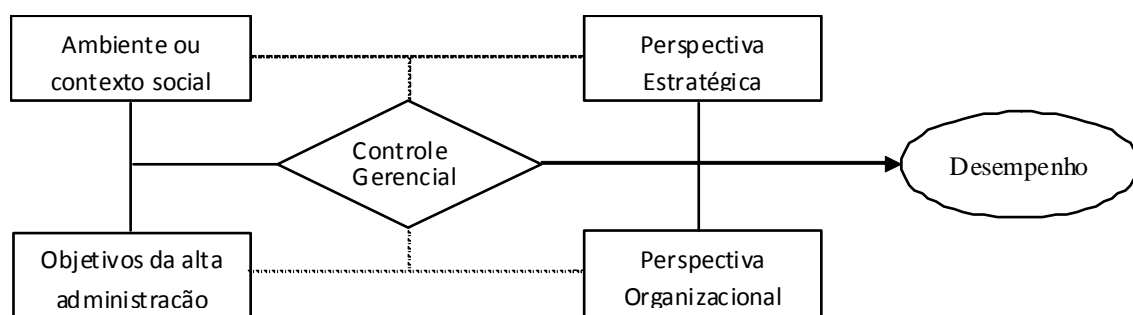 Ambiente ou
contexto social
Perspectiva
Estratégica
Controle
Gerencial
Desempenho
Objetivos da alta
administração
Perspectiva
Organizacional